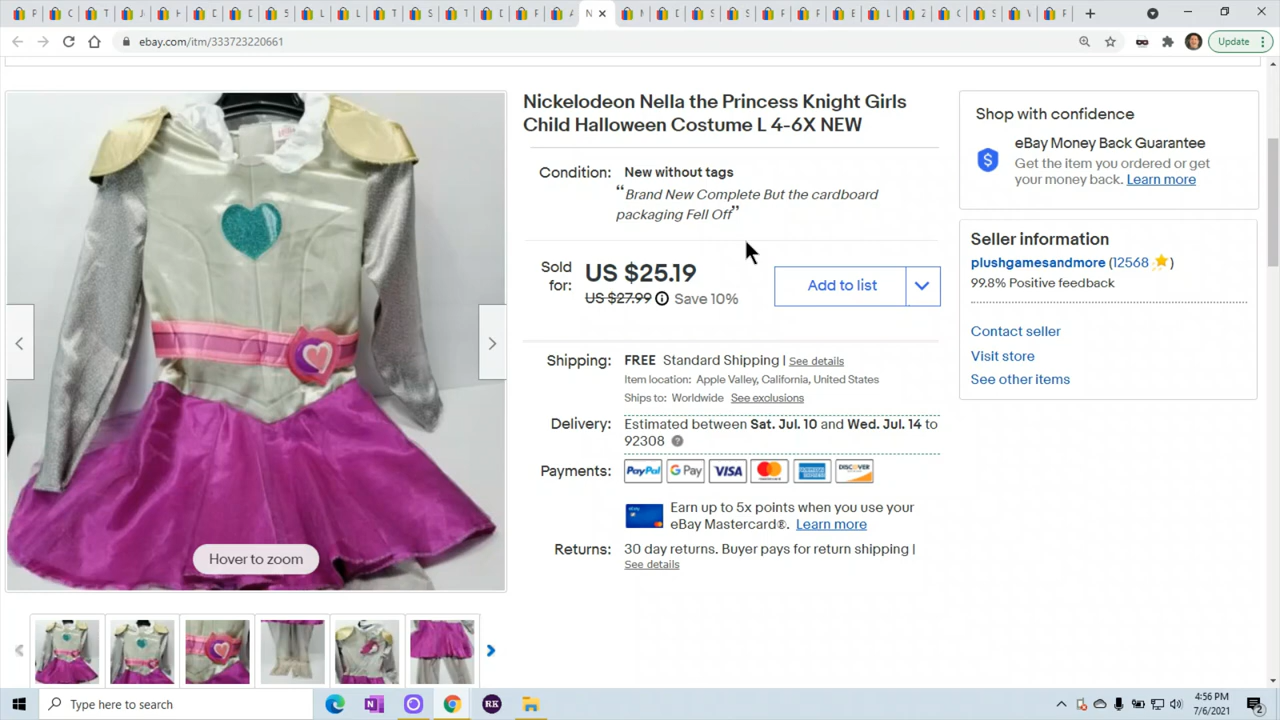 ebay.com/itm/333723220661
Update
Nickelodeon Nella the Princess Knight Girls
Child Halloween Costume L 4-6X NEW
Condition: New without tags
“Brand New Complete But the cardboard
packaging Fell Off”
Sold for: US $25.19
US $27.99 Save 10%
Add to list
Shipping: FREE Standard Shipping | See details
Item location: Apple Valley, California, United States
Ships to: Worldwide See exclusions
Delivery: Estimated between Sat. Jul. 10 and Wed. Jul. 14 to
92308
Payments: PayPal G Pay VISA DISCOVER
Earn up to 5x points when you use your
eBay Mastercard®. Learn more
Returns: 30 day returns. Buyer pays for return shipping |
See details
Shop with confidence
eBay Money Back Guarantee
Get the item you ordered or get
your money back. Learn more
Seller information
plushgamesandmore (12568)
99.8% Positive feedback
Contact seller
Visit store
See other items
Hover to zoom
Type here to search
RK
4:56 PM
7/6/2021
2